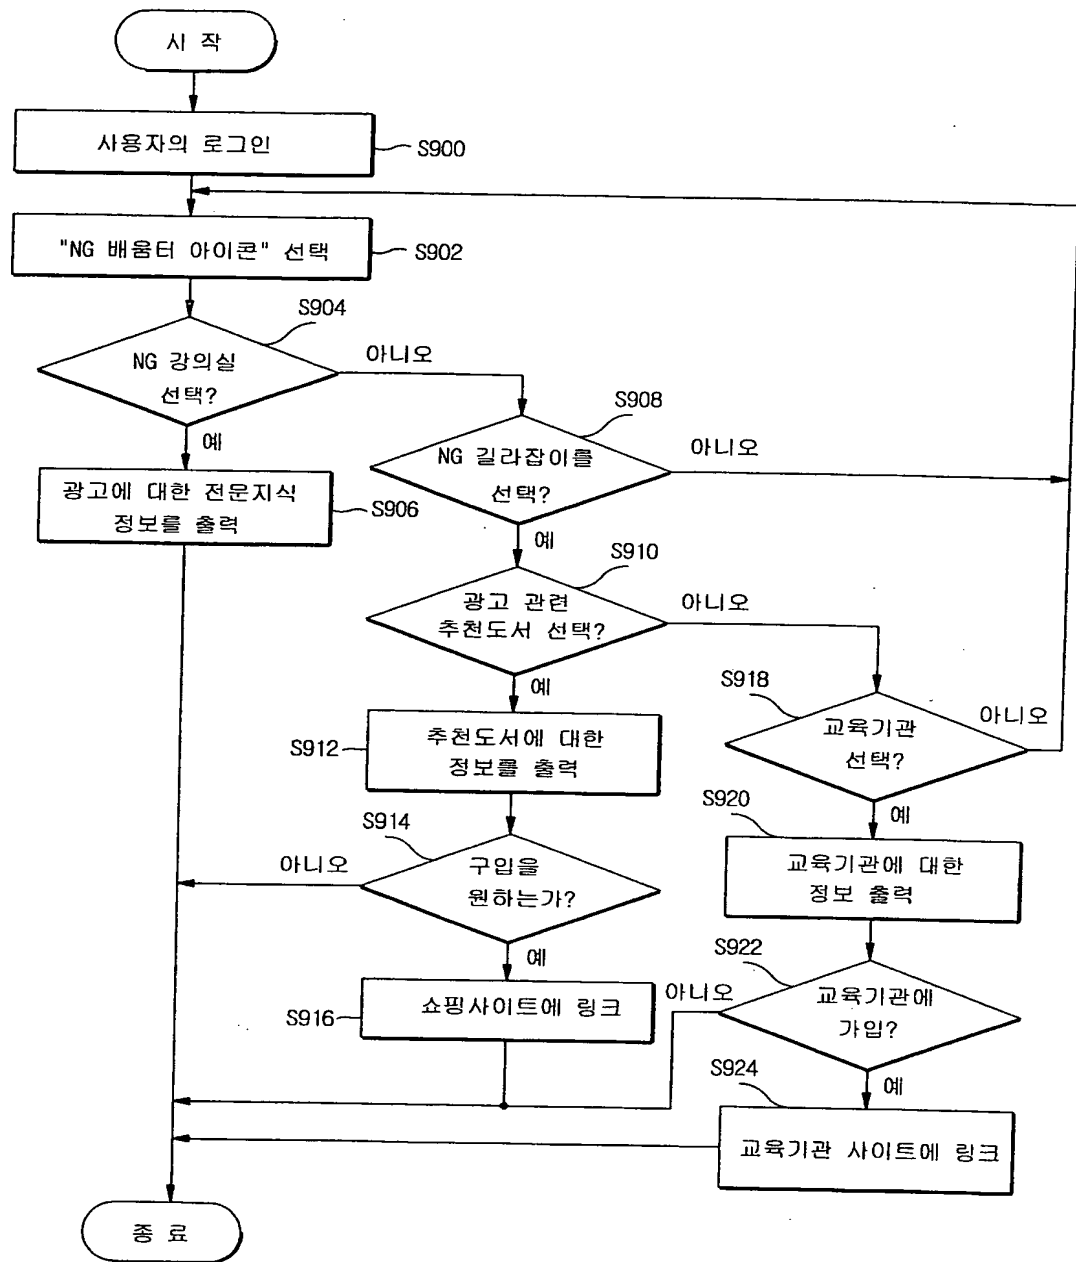 시 작
사용자의 로그인
S900
"NG 배움터 아이콘" 선택
S902
S904
NG 강의실
선택?
아니오
예
S908
NG 길라잡이를
선택?
아니오
광고에 대한 전문지식
정보를 출력
S906
예
S910
광고 관련
추천도서 선택?
아니오
예
S918
교육기관
선택?
아니오
S912
추천도서에 대한
정보를 출력
예
S920
S914
구입을
원하는가?
아니오
교육기관에 대한
정보 출력
예
S922
교육기관에
가입?
아니오
S916
쇼핑사이트에 링크
예
S924
교육기관 사이트에 링크
종 료